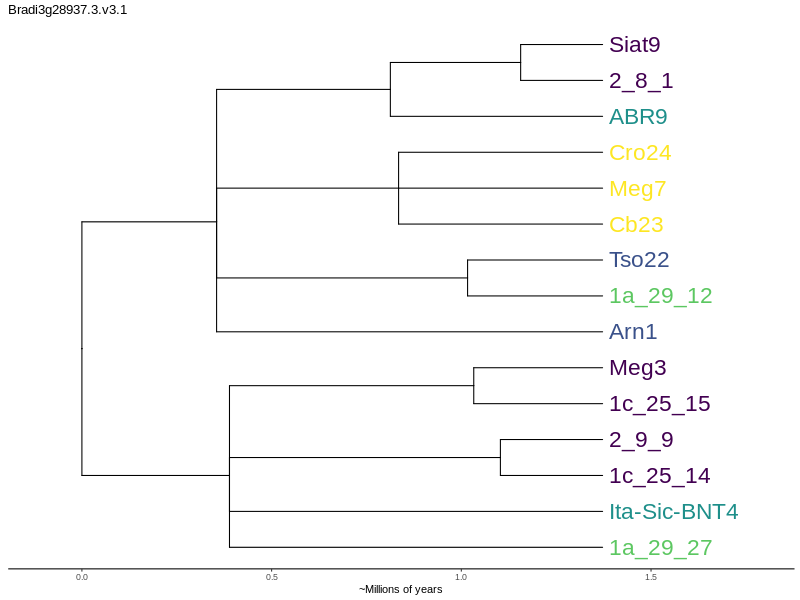 Bradi3g28937.3.v3.1
Siat9
2_8_1
ABR9
Cro24
Meg7
Cb23
Tso22
1a_29_12
Arn1
Meg3
1c_25_15
2_9_9
1c_25_14
Ita-Sic-BNT4
1a_29_27
0.0 0.5 1.0 1.5
~Millions of years